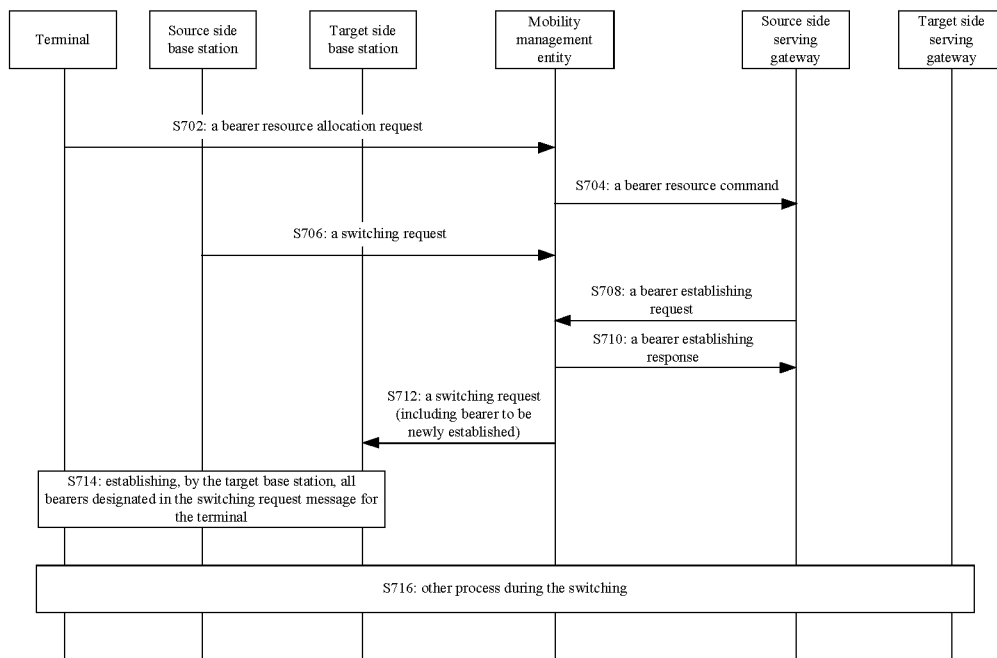 Terminal
Source side
base station
Target side
base station
Mobility
management
entity
Source side
serving
gateway
Target side
serving
gateway
S702: a bearer resource allocation request
S704: a bearer resource command
S706: a switching request
S708: a bearer establishing
request
S710: a bearer establishing
response
S712: a switching request
(including bearer to be
newly established)
S714: establishing, by the target base station, all
bearers designated in the switching request message for
the terminal
S716: other process during the switching